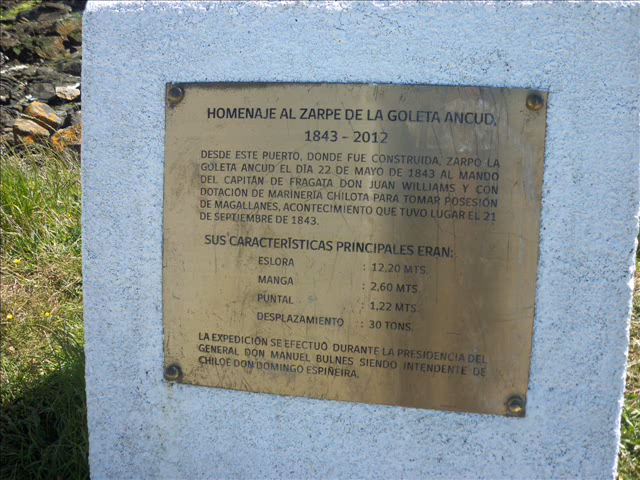 HOMENAJE AL ZARPE DE LA GOLETA ANCUD.
1843 - 2012
DESDE ESTE PUERTO, DONDE FUE CONSTRUIDA, ZARPO LA
GOLETA ANCUD EL DÍA 22 DE MAYO DE 1843 AL MANDO
DEL CAPITÁN DE FRAGATA DON JUAN WILLIAMS Y CON
DOTACIÓN DE MARINERÍA CHILOTA PARA TOMAR POSESIÓN
DE MAGALLANES, ACONTECIMIENTO QUE TUVO LUGAR EL 21
DE SEPTIEMBRE DE 1843.
SUS CARACTERÍSTICAS PRINCIPALES ERAN:
ESLORA : 12,20 MTS.
MANGA : 2,60 MTS.
PUNTAL : 1,22 MTS.
DESPLAZAMIENTO : 30 TONS.
LA EXPEDICIÓN SE EFECTUÓ DURANTE LA PRESIDENCIA DEL
GENERAL DON MANUEL BULNES SIENDO INTENDENTE DE
CHILOÉ DON DOMINGO ESPIÑEIRA.